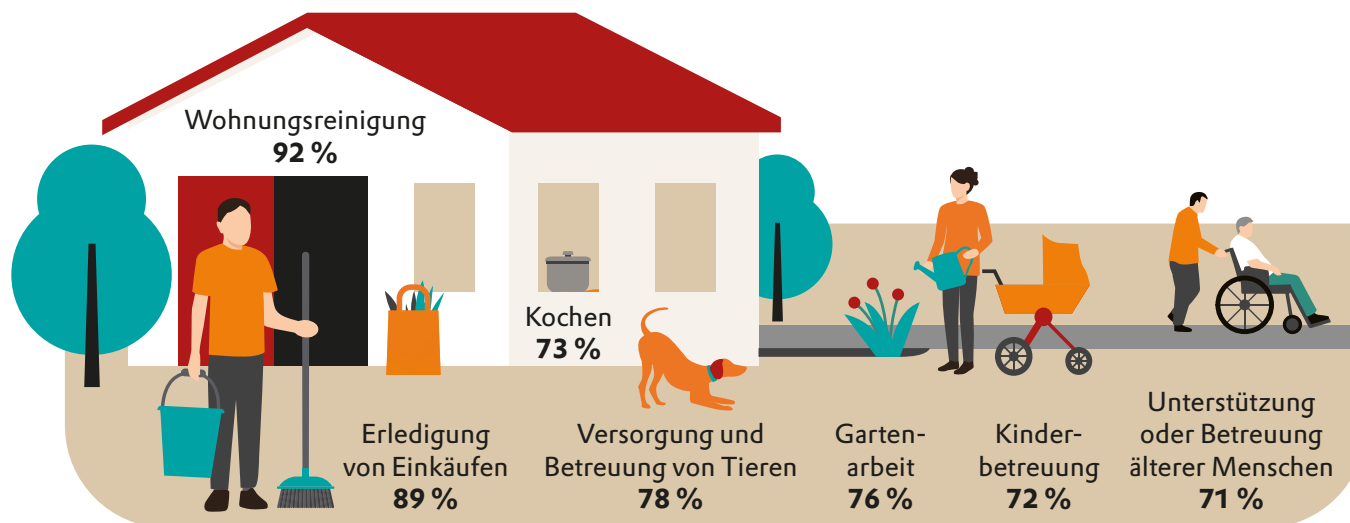 Wohnungsreinigung
92 %
Kochen
73 %
Erledigung
von Einkäufen
89 %
Versorgung und
Betreuung von Tieren
78 %
Garten-
arbeit
76 %
Kinder-
betreuung
72 %
Unterstützung
oder Betreuung
älterer Menschen
71 %